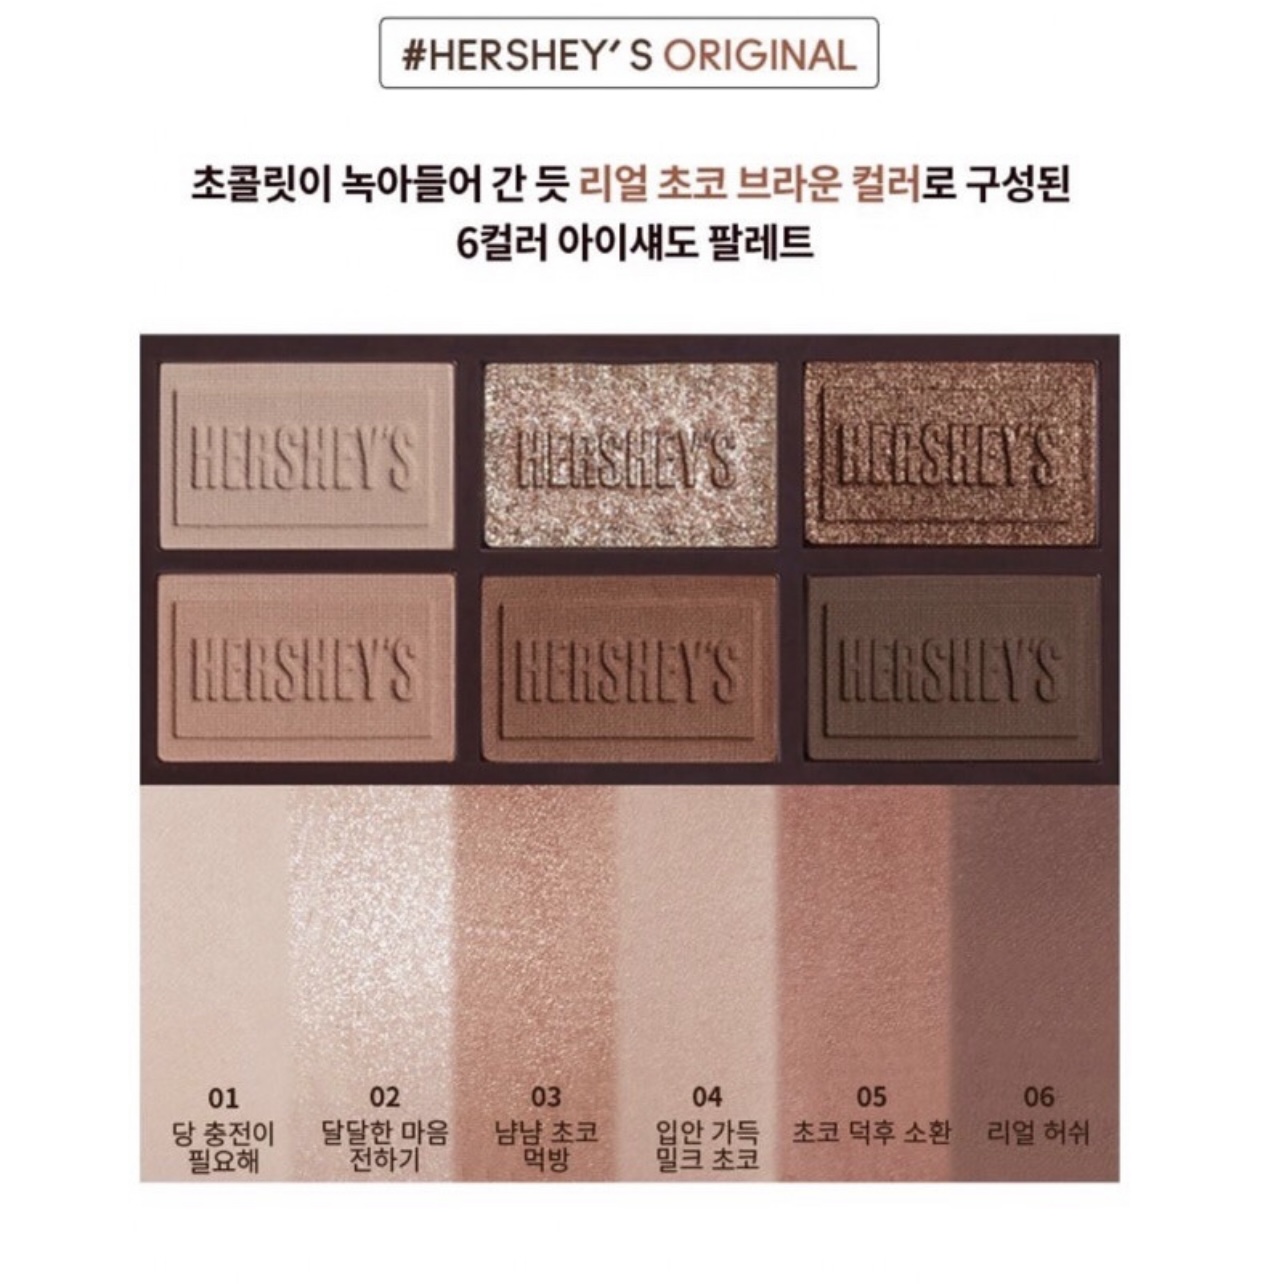 #HERSHEY'S ORIGINAL
초콜릿이 녹아들어 간 듯 리얼 초코 브라운 컬러로 구성된
6컬러 아이섀도 팔레트
HERSHEY'S HERSHEY'S HERSHEY'S
HERSHEY'S HERSHEY'S HERSHEY'S
01
당 충전이
필요해
02
달달한 마음
전하기
03
냠냠 초코
먹방
04
입안 가득
밀크 초코
05
초코 덕후 소환
06
리얼 허쉬